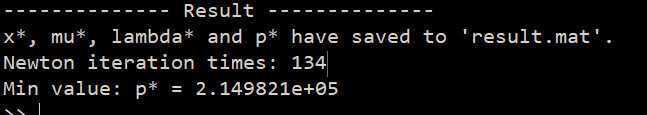 -------------- Result --------------
x*, mu*, lambda* and p* have saved to 'result.mat'.
Newton iteration times: 134
Min value: p* = 2.149821e+05
>>